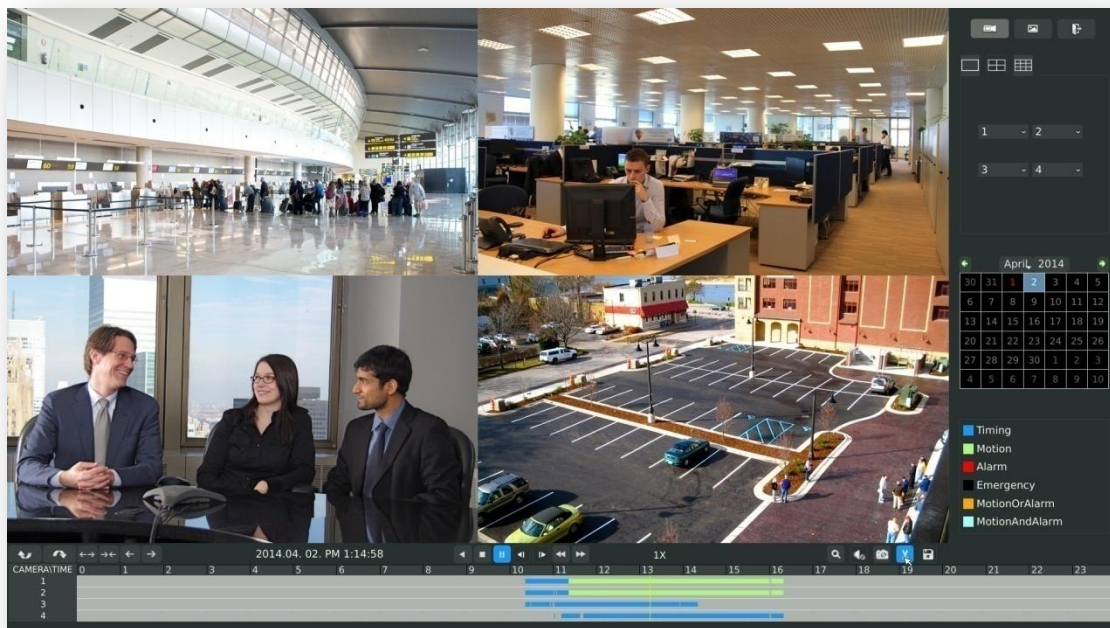 1 2
3 4
April, 2014
30 31 1 2 3 4 5
6 7 8 9 10 11 12
13 14 15 16 17 18 19
20 21 22 23 24 25 26
27 28 29 30 1 2 3
4 5 6 7 8 9 10
Timing
Motion
Alarm
Emergency
MotionOrAlarm
MotionAndAlarm
2014.04. 02. PM 1:14:58
1X
CAMERA\TIME 0 1 2 3 4 5 6 7 8 9 10 11 12 13 14 15 16 17 18 19 20 21 22 23
1
2
3
4